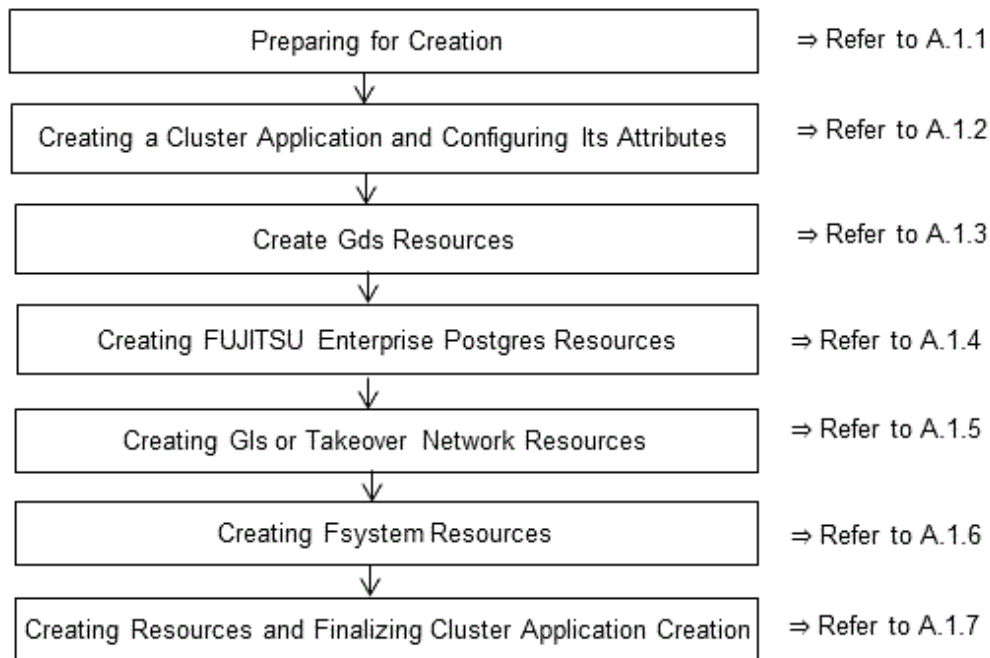 Preparing for Creation ⇒ Refer to A.1.1
Creating a Cluster Application and Configuring Its Attributes ⇒ Refer to A.1.2
Create Gds Resources ⇒ Refer to A.1.3
Creating FUJITSU Enterprise Postgres Resources ⇒ Refer to A.1.4
Creating Gls or Takeover Network Resources ⇒ Refer to A.1.5
Creating Fsystem Resources ⇒ Refer to A.1.6
Creating Resources and Finalizing Cluster Application Creation ⇒ Refer to A.1.7